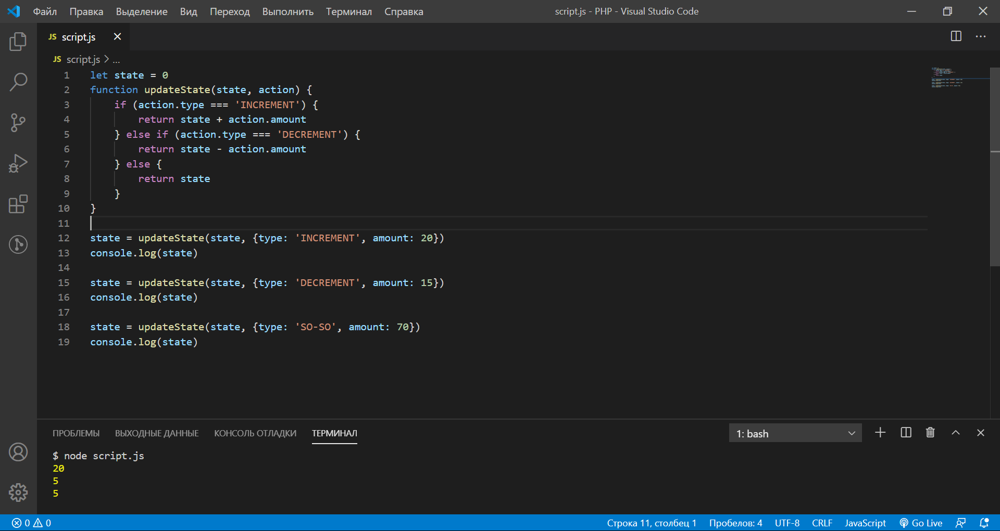 Файл Правка Выделение Вид Переход Выполнить Терминал Справка script.js - PHP - Visual Studio Code
JS script.js
JS script.js > ...
1 let state = 0
2 function updateState(state, action) {
3 if (action.type === 'INCREMENT') {
4 return state + action.amount
5 } else if (action.type === 'DECREMENT') {
6 return state - action.amount
7 } else {
8 return state
9 }
10 }
11
12 state = updateState(state, {type: 'INCREMENT', amount: 20})
13 console.log(state)
14
15 state = updateState(state, {type: 'DECREMENT', amount: 15})
16 console.log(state)
17
18 state = updateState(state, {type: 'SO-SO', amount: 70})
19 console.log(state)
ПРОБЛЕМЫ ВЫХОДНЫЕ ДАННЫЕ КОНСОЛЬ ОТЛАДКИ ТЕРМИНАЛ 1: bash
$ node script.js
20
5
5
0 0 Строка 11, столбец 1 Пробелов: 4 UTF-8 CRLF JavaScript Go Live